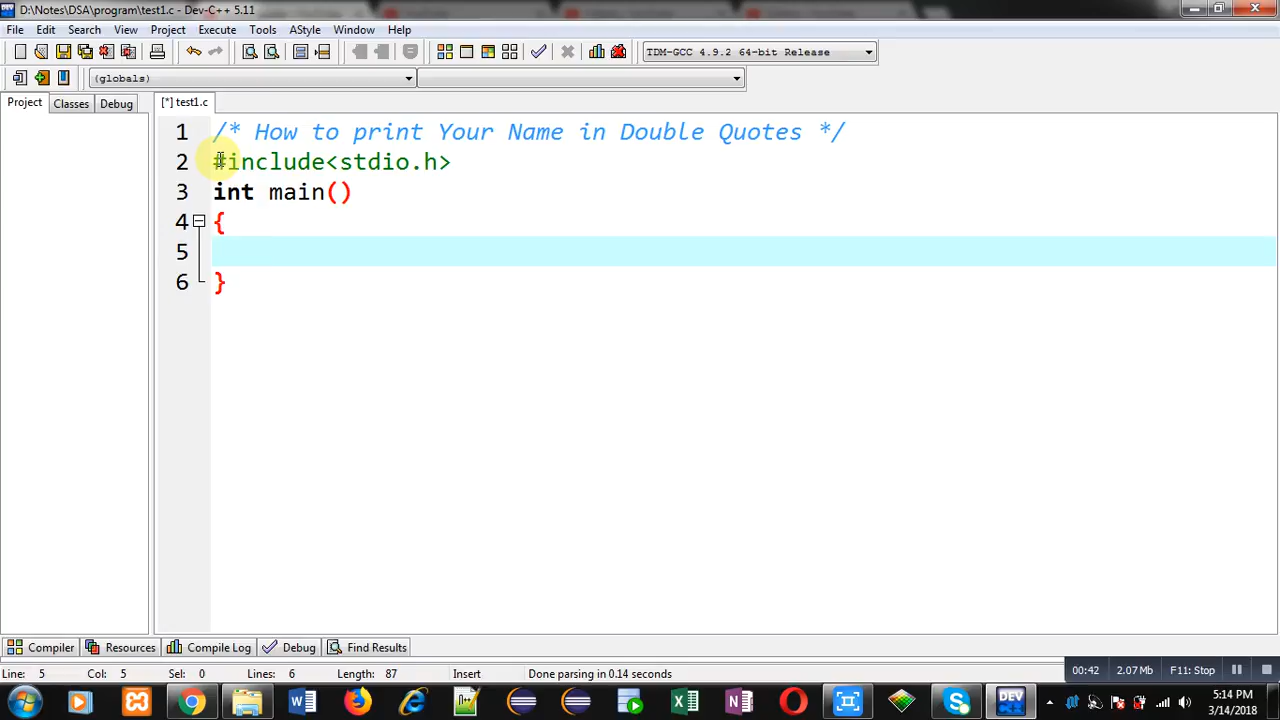 D:\Notes\DSA\program\test1.c - Dev-C++ 5.11
File Edit Search View Project Execute Tools AStyle Window Help
TDM-GCC 4.9.2 64-bit Release
(globals)
Project Classes Debug [*] test1.c
1 /* How to print Your Name in Double Quotes */
2 #include<stdio.h>
3 int main()
4 {
5
6 }
Compiler Resources Compile Log Debug Find Results
Line: 5 Col: 5 Sel: 0 Lines: 6 Length: 87 Insert Done parsing in 0.14 seconds
00:42 2.07 Mb F11: Stop
DEV
5:14 PM
3/14/2018